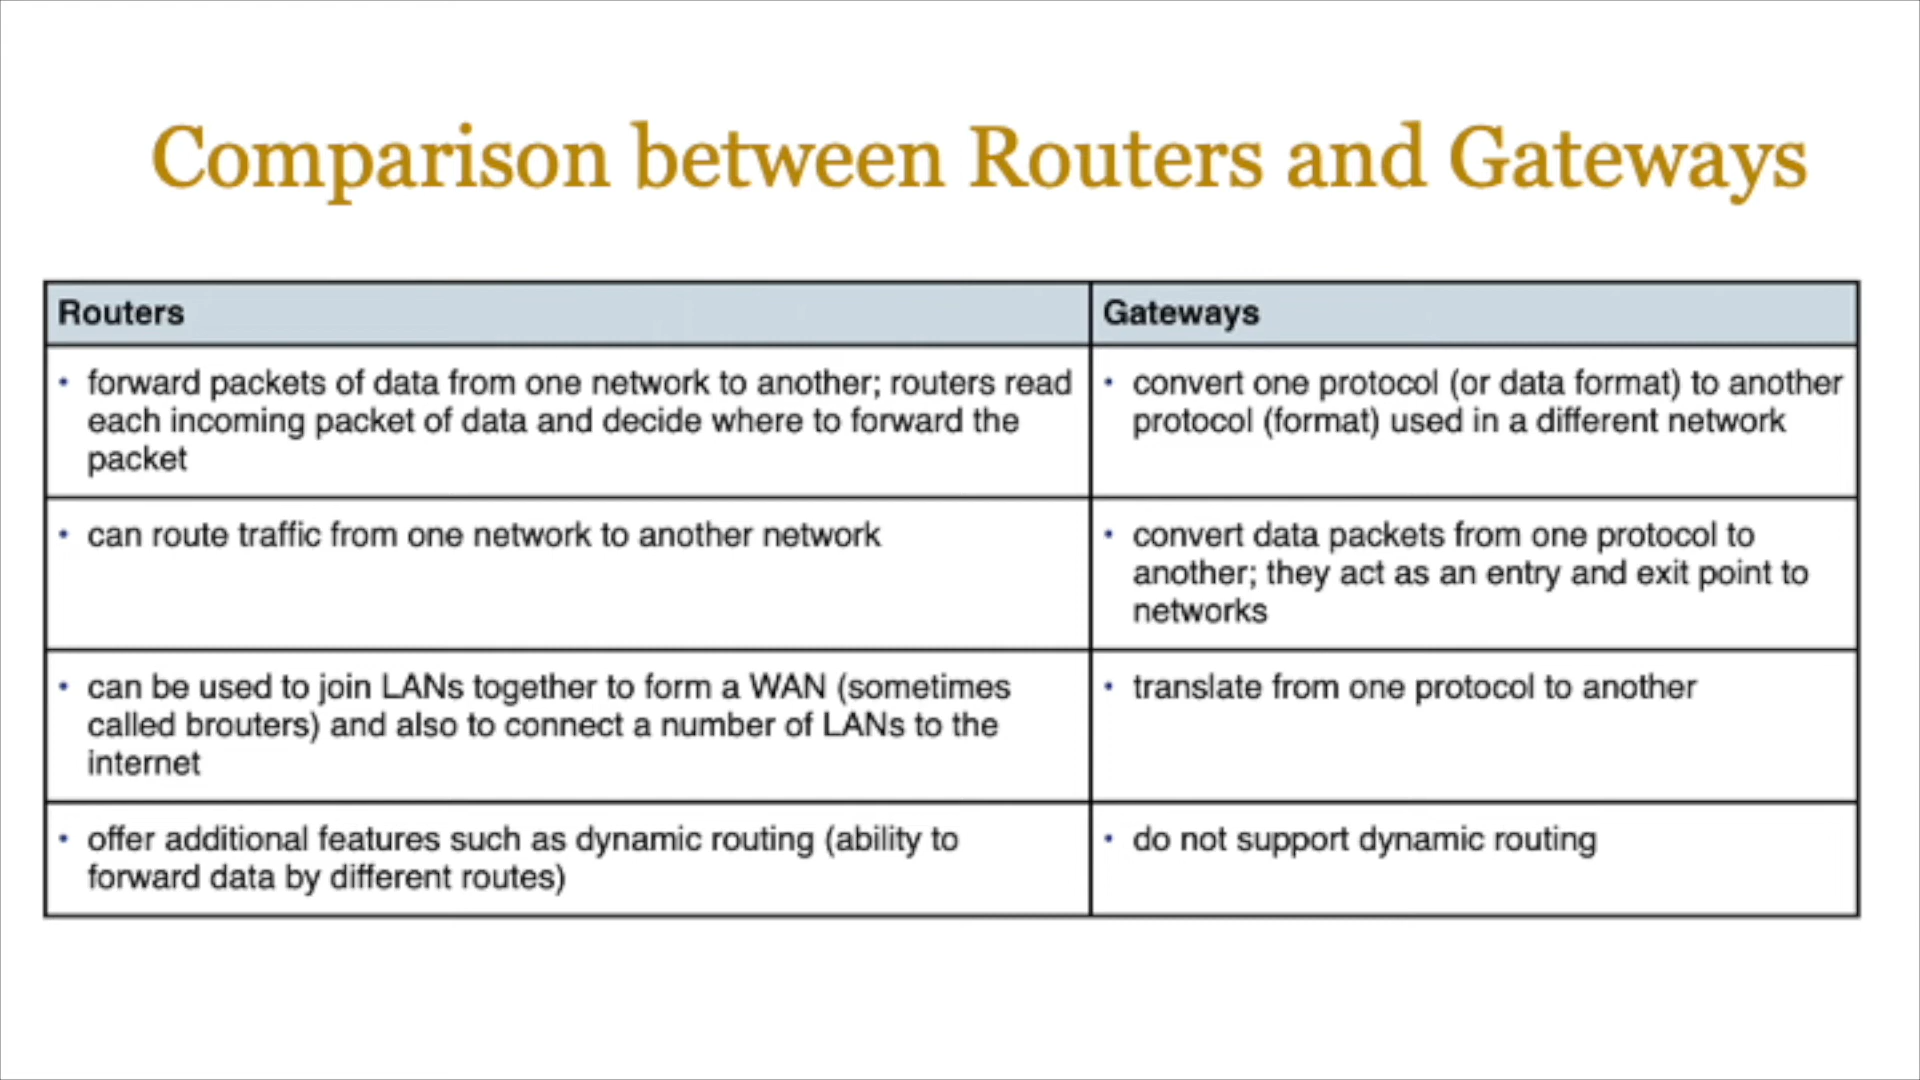 Comparison between Routers and Gateways
Routers
Gateways
• forward packets of data from one network to another; routers read
each incoming packet of data and decide where to forward the
packet
• convert one protocol (or data format) to another
protocol (format) used in a different network
• can route traffic from one network to another network
• convert data packets from one protocol to
another; they act as an entry and exit point to
networks
• can be used to join LANs together to form a WAN (sometimes
called brouters) and also to connect a number of LANs to the
internet
• translate from one protocol to another
• offer additional features such as dynamic routing (ability to
forward data by different routes)
• do not support dynamic routing